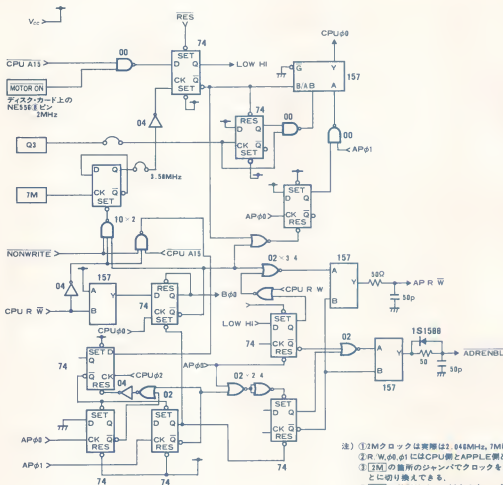 Vcc
RES
CPUφ0
CPU A15
00
74
SET
D Q
LOW HI
CK Q̄
SET
MOTOR ON
ディスク・カード上の
NE556⑧ピン
2MHz
Ḡ Y
157
B/A B A
04
74
RES
D Q
CK Q̄
SET
00
00
APφ1
Q3
3.58MHz
7M
D Q
CK Q̄
SET
RES
D Q
CK Q̄
SET
APφ0
74
10×2
NONWRITE
CPU A15
04
02×3 4
157
A Y
B
50Ω
AP R W̄
50p
CPU R W̄
157
A Y
B
74
RES
D Q
CK Q̄
SET
Bφ0
CPUφ0
CPU R W
74
LOW HI
02
1S1588
A Y
B
50
50p
ADRENBL
157
APφ0
74
SET
Q D
Q̄ CK
RES
CPUφ2
04
02
02×2 4
RES
D Q
CK Q̄
SET
RES
D Q
CK Q̄
SET
APφ0
APφ1
74
74
74
注) ①2Mクロックは実際は2.048MHz。7M
②R/W,φ0,φ1にはCPU側とAPPLE側
③2Mの箇所のジャンパでクロックを
とに切り換えできる.